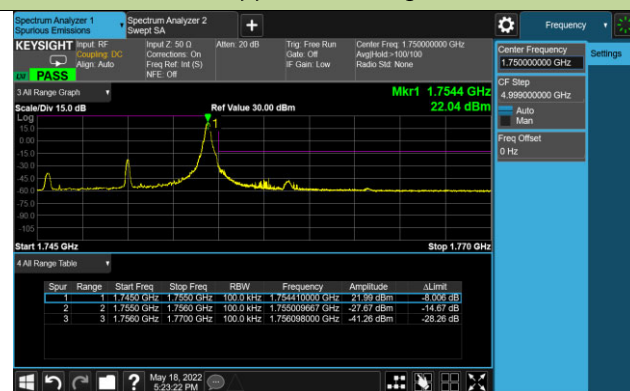 Spectrum Analyzer 1
Spurious Emissions
Spectrum Analyzer 2
Swept SA
Frequency
KEYSIGHT
Input: RF
Coupling: DC
Align: Auto
Input Z: 50 Ω
Corrections: On
Freq Ref: Int (S)
NFE: Off
Atten: 20 dB
Trig: Free Run
Gate: Off
IF Gain: Low
Center Freq: 1.750000000 GHz
Avg|Hold:>100/100
Radio Std: None
LM PASS
Center Frequency
1.750000000 GHz
Settings
CF Step
4.999000000 GHz
Auto
Man
Freq Offset
0 Hz
3 All Range Graph
Scale/Div 15.0 dB
Ref Value 30.00 dBm
Mkr1 1.7544 GHz
22.04 dBm
Log
15.0
0.00
-15.0
-30.0
-45.0
-60.0
-75.0
-90.0
-105
1
Start 1.745 GHz
Stop 1.770 GHz
4 All Range Table
Spur Range Start Freq Stop Freq RBW Frequency Amplitude ΔLimit
1 1 1.7450 GHz 1.7550 GHz 100.0 kHz 1.754410000 GHz 21.99 dBm -8.006 dB
2 2 1.7550 GHz 1.7560 GHz 100.0 kHz 1.755009667 GHz -27.67 dBm -14.67 dB
3 3 1.7560 GHz 1.7700 GHz 100.0 kHz 1.756098000 GHz -41.26 dBm -28.26 dB
?
May 18, 2022
5:23:22 PM